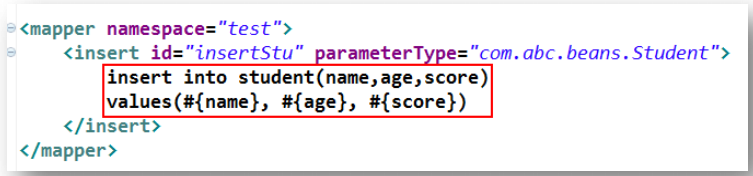 <mapper namespace="test">
<insert id="insertStu" parameterType="com.abc.beans.Student">
insert into student(name,age,score)
values(#{name}, #{age}, #{score})
</insert>
</mapper>